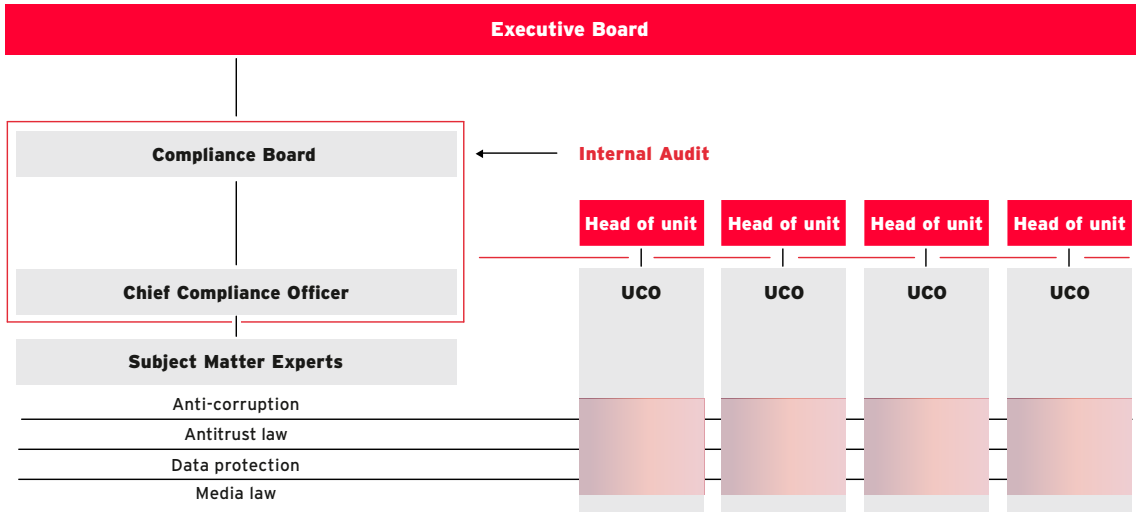 Executive Board
Compliance Board
Internal Audit
Head of unit
Head of unit
Head of unit
Head of unit
Chief Compliance Officer
UCO
UCO
UCO
UCO
Subject Matter Experts
Anti-corruption
Antitrust law
Data protection
Media law